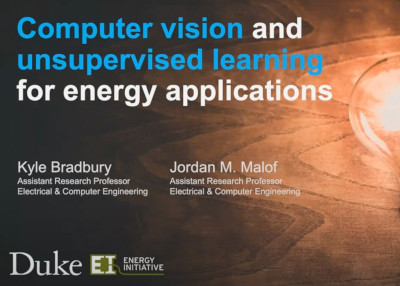 Computer vision and
unsupervised learning
for energy applications
Kyle Bradbury
Assistant Research Professor
Electrical & Computer Engineering
Jordan M. Malof
Assistant Research Professor
Electrical & Computer Engineering
Duke
EI ENERGY
INITIATIVE